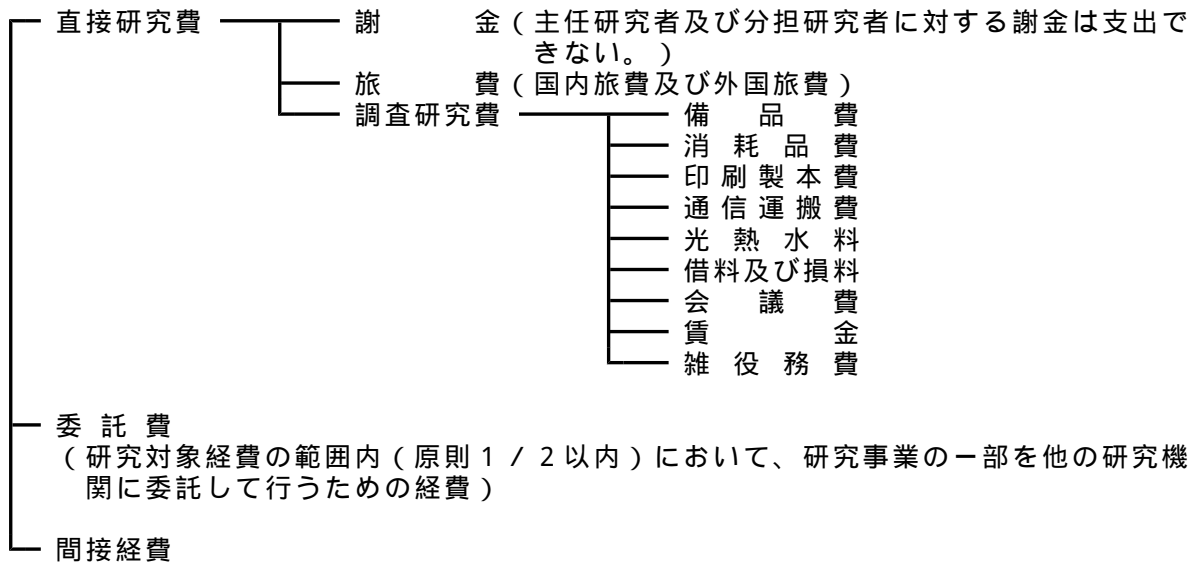 直接研究費 謝金(主任研究者及び分担研究者に対する謝金は支出で
きない。)
旅費(国内旅費及び外国旅費)
調査研究費 備品費
消耗品費
印刷製本費
通信運搬費
光熱水料
借料及び損料
会議費
賃金
雑役務費
委託費
(研究対象経費の範囲内(原則1/2以内)において、研究事業の一部を他の研究機
関に委託して行うための経費)
間接経費